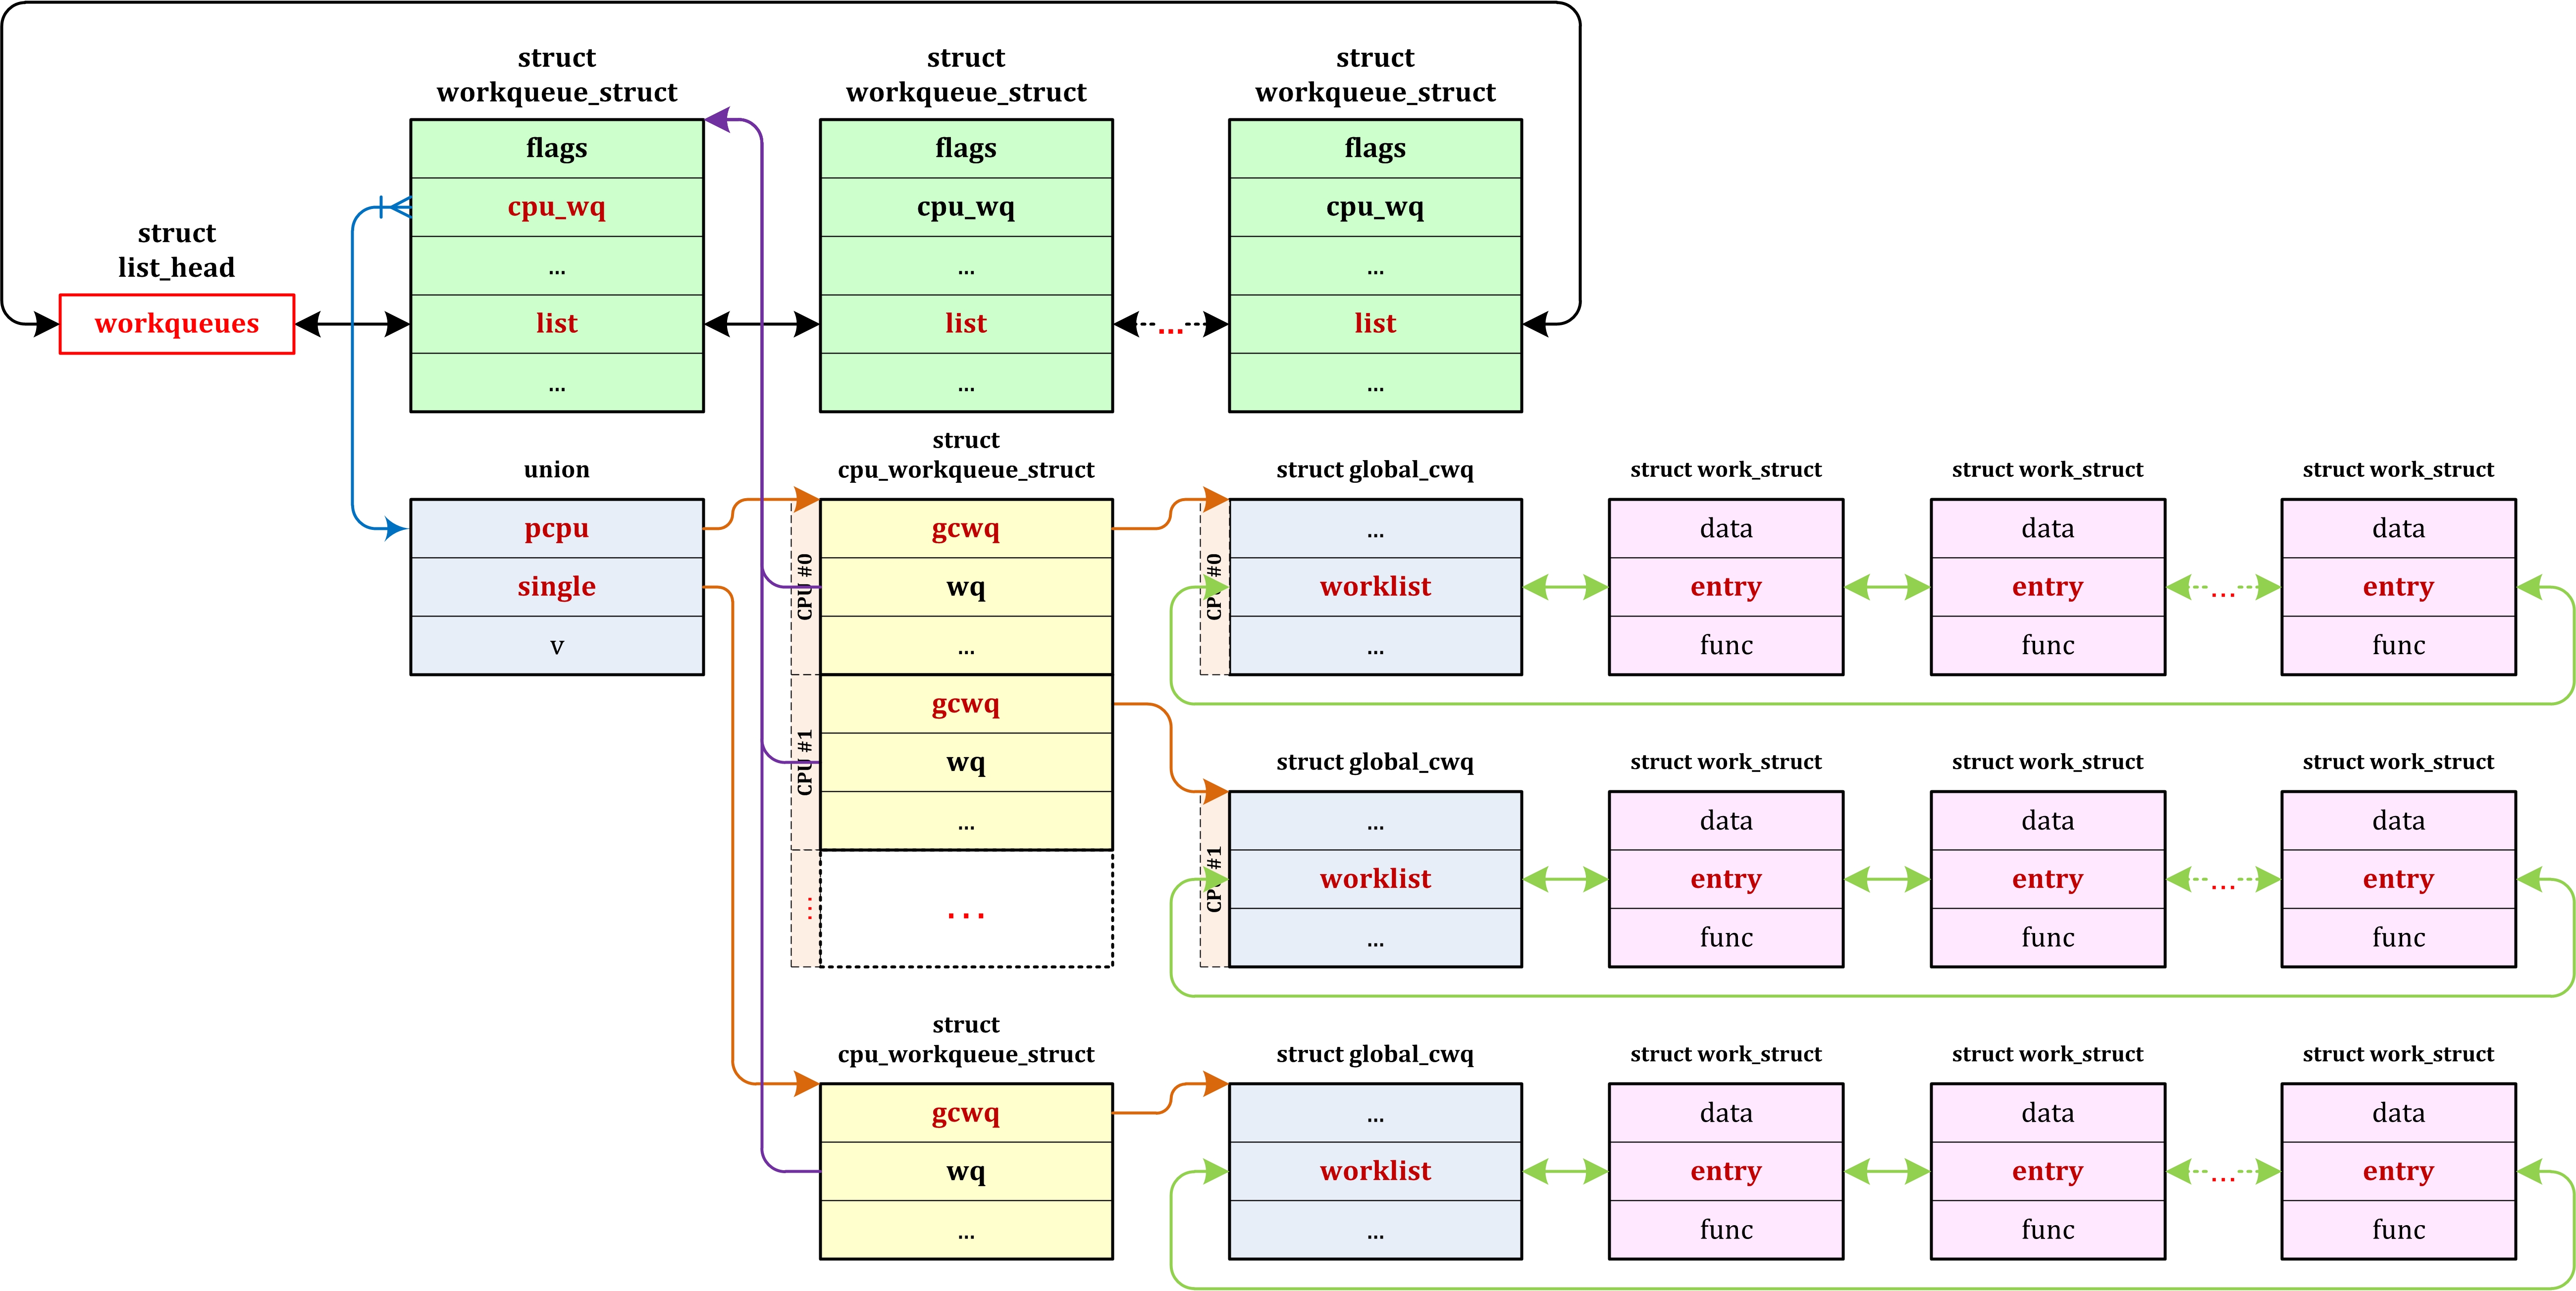 struct
workqueue_struct
struct
workqueue_struct
struct
workqueue_struct
flags
cpu_wq
...
list
...
flags
cpu_wq
...
list
...
flags
cpu_wq
...
list
...
struct
list_head
workqueues
...
union
pcpu
single
v
struct
cpu_workqueue_struct
CPU #0
gcwq
wq
...
CPU #1
gcwq
wq
...
...
...
struct global_cwq
CPU #0
...
worklist
...
struct work_struct
data
entry
func
struct work_struct
data
entry
func
...
struct work_struct
data
entry
func
struct global_cwq
CPU #1
...
worklist
...
struct work_struct
data
entry
func
struct work_struct
data
entry
func
...
struct work_struct
data
entry
func
struct
cpu_workqueue_struct
gcwq
wq
...
struct global_cwq
...
worklist
...
struct work_struct
data
entry
func
struct work_struct
data
entry
func
...
struct work_struct
data
entry
func